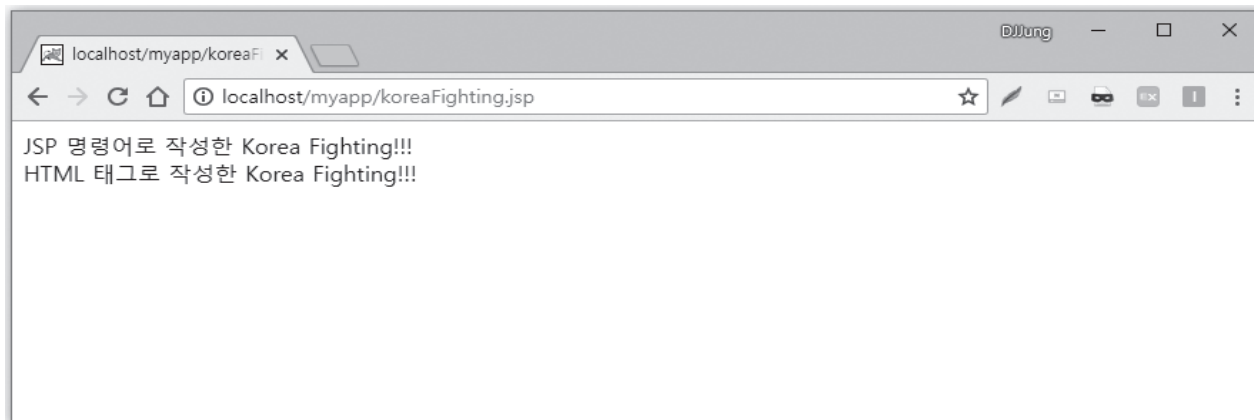 DJJung
localhost/myapp/koreaFi
localhost/myapp/koreaFighting.jsp
EX
JSP 명령어로 작성한 Korea Fighting!!!
HTML 태그로 작성한 Korea Fighting!!!